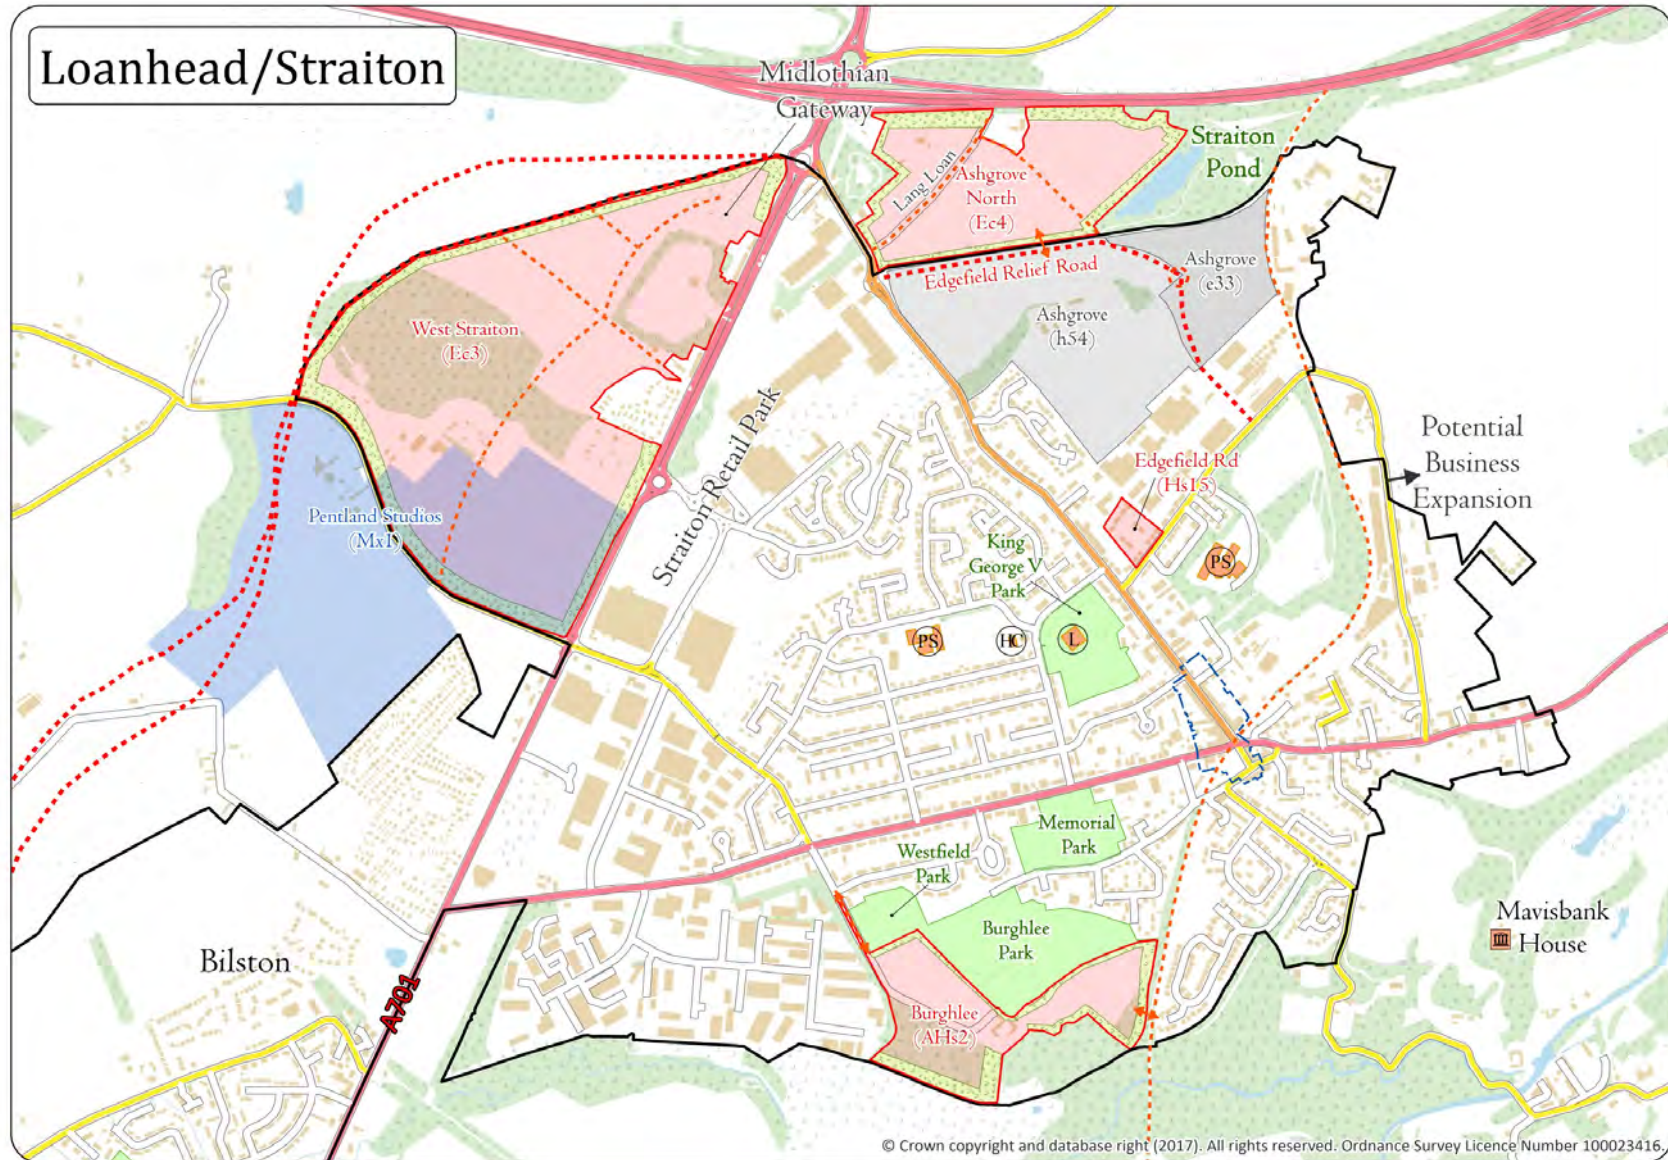 Loanhead/Straiton
Midlothian
Gateway
Straiton
Pond
Lang Loan
Ashgrove
North
(Ec4)
Edgefield Relief Road
Ashgrove
(e33)
Ashgrove
(h54)
West Straiton
(Ec3)
Straiton Retail Park
Potential
Business
Expansion
Edgefield Rd
(Hs15)
Pentland Studios
(Mx1)
King
George V
Park
PS
PS
HC
L
Memorial
Park
Westfield
Park
Burghlee
Park
Mavisbank
House
Bilston
A701
Burghlee
(AHs2)
© Crown copyright and database right (2017). All rights reserved. Ordnance Survey Licence Number 100023416.